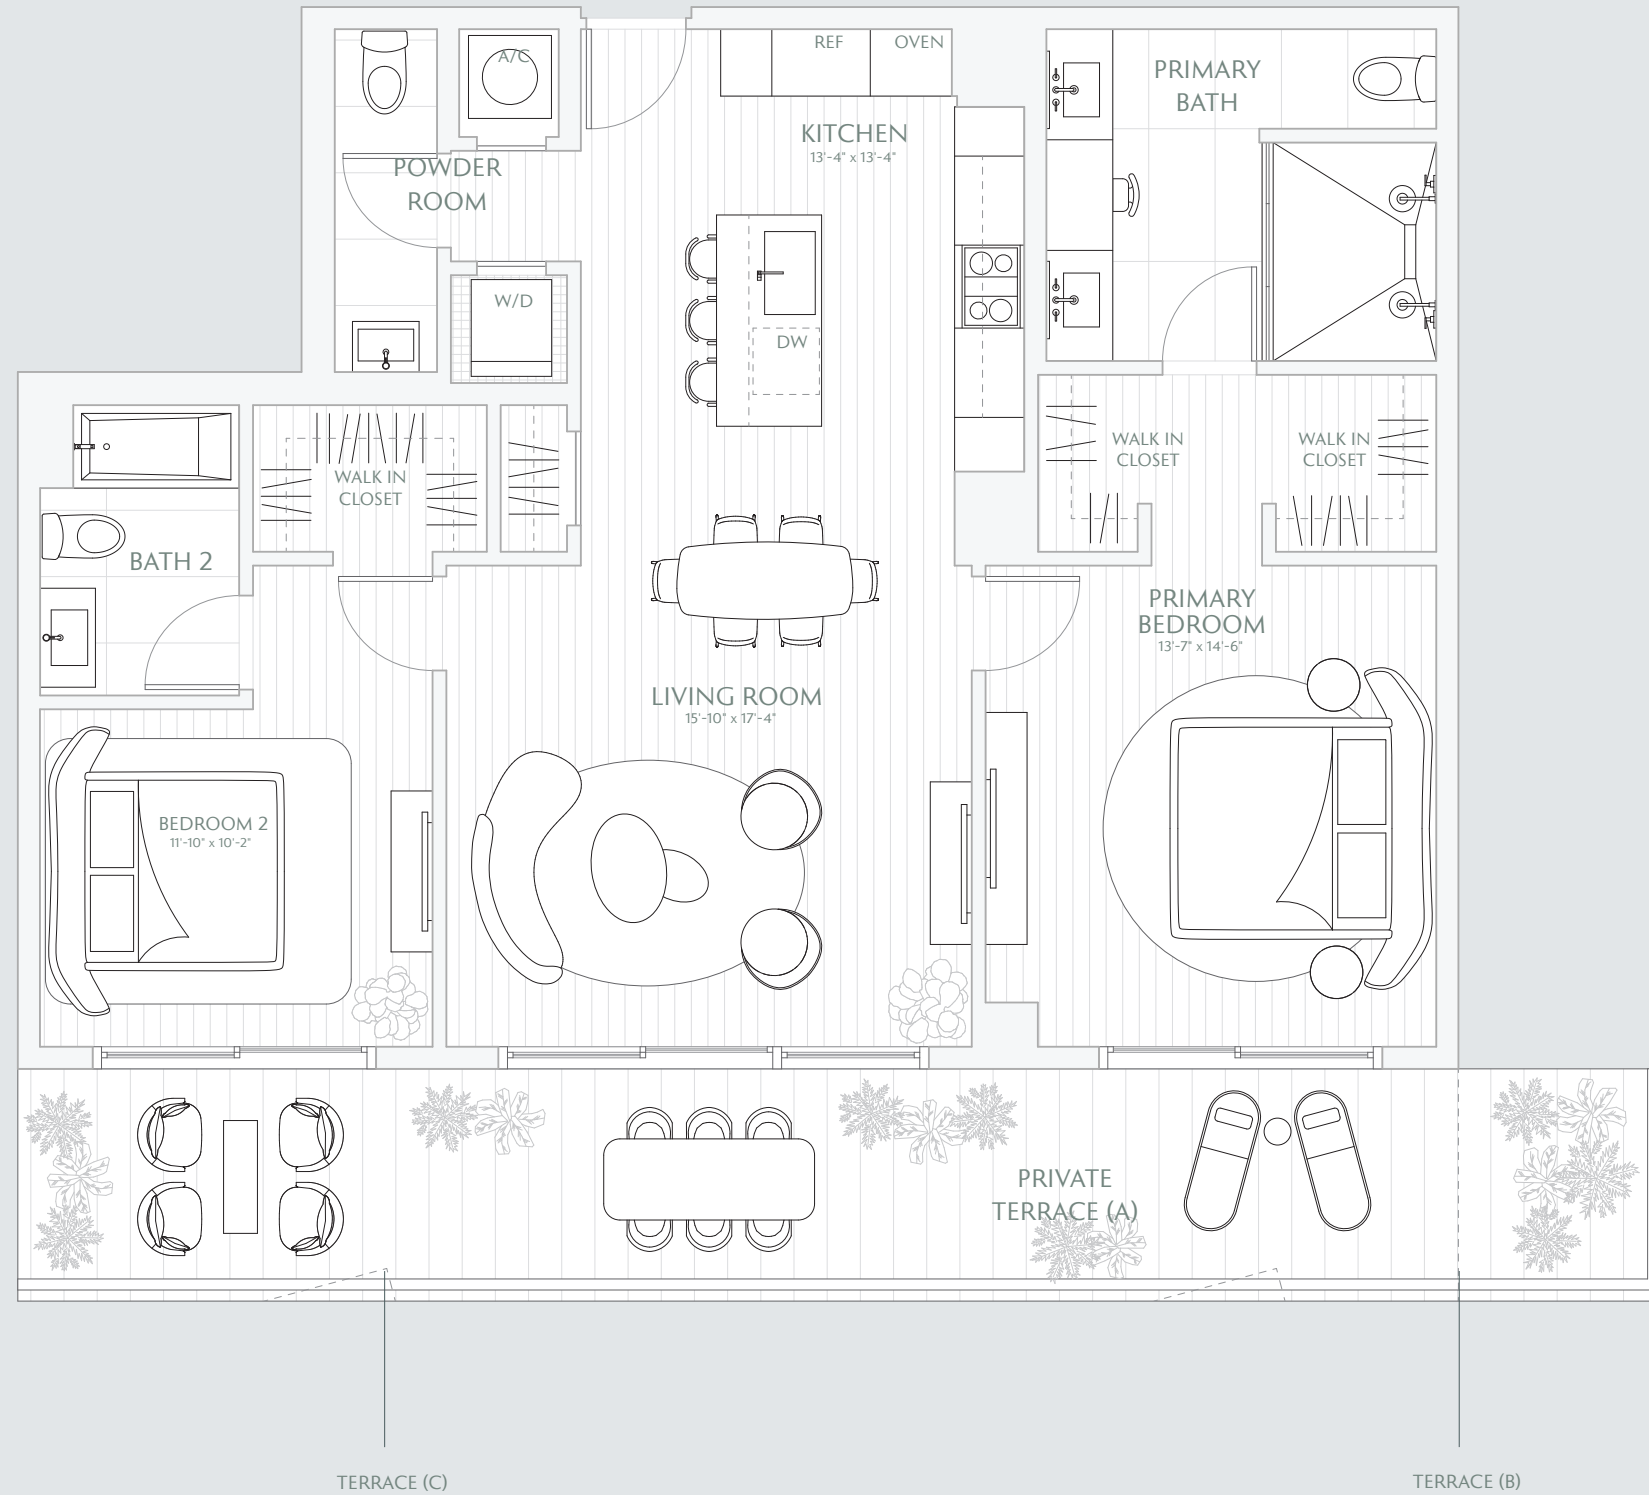 A/C
REF
OVEN
PRIMARY
BATH
KITCHEN
13'-4" x 13'-4"
POWDER
ROOM
W/D
DW
WALK IN
CLOSET
WALK IN
CLOSET
WALK IN
CLOSET
BATH 2
PRIMARY
BEDROOM
13'-7" x 14'-6"
LIVING ROOM
15'-10" x 17'-4"
BEDROOM 2
11'-10" x 10'-2"
PRIVATE
TERRACE (A)
TERRACE (C)
TERRACE (B)